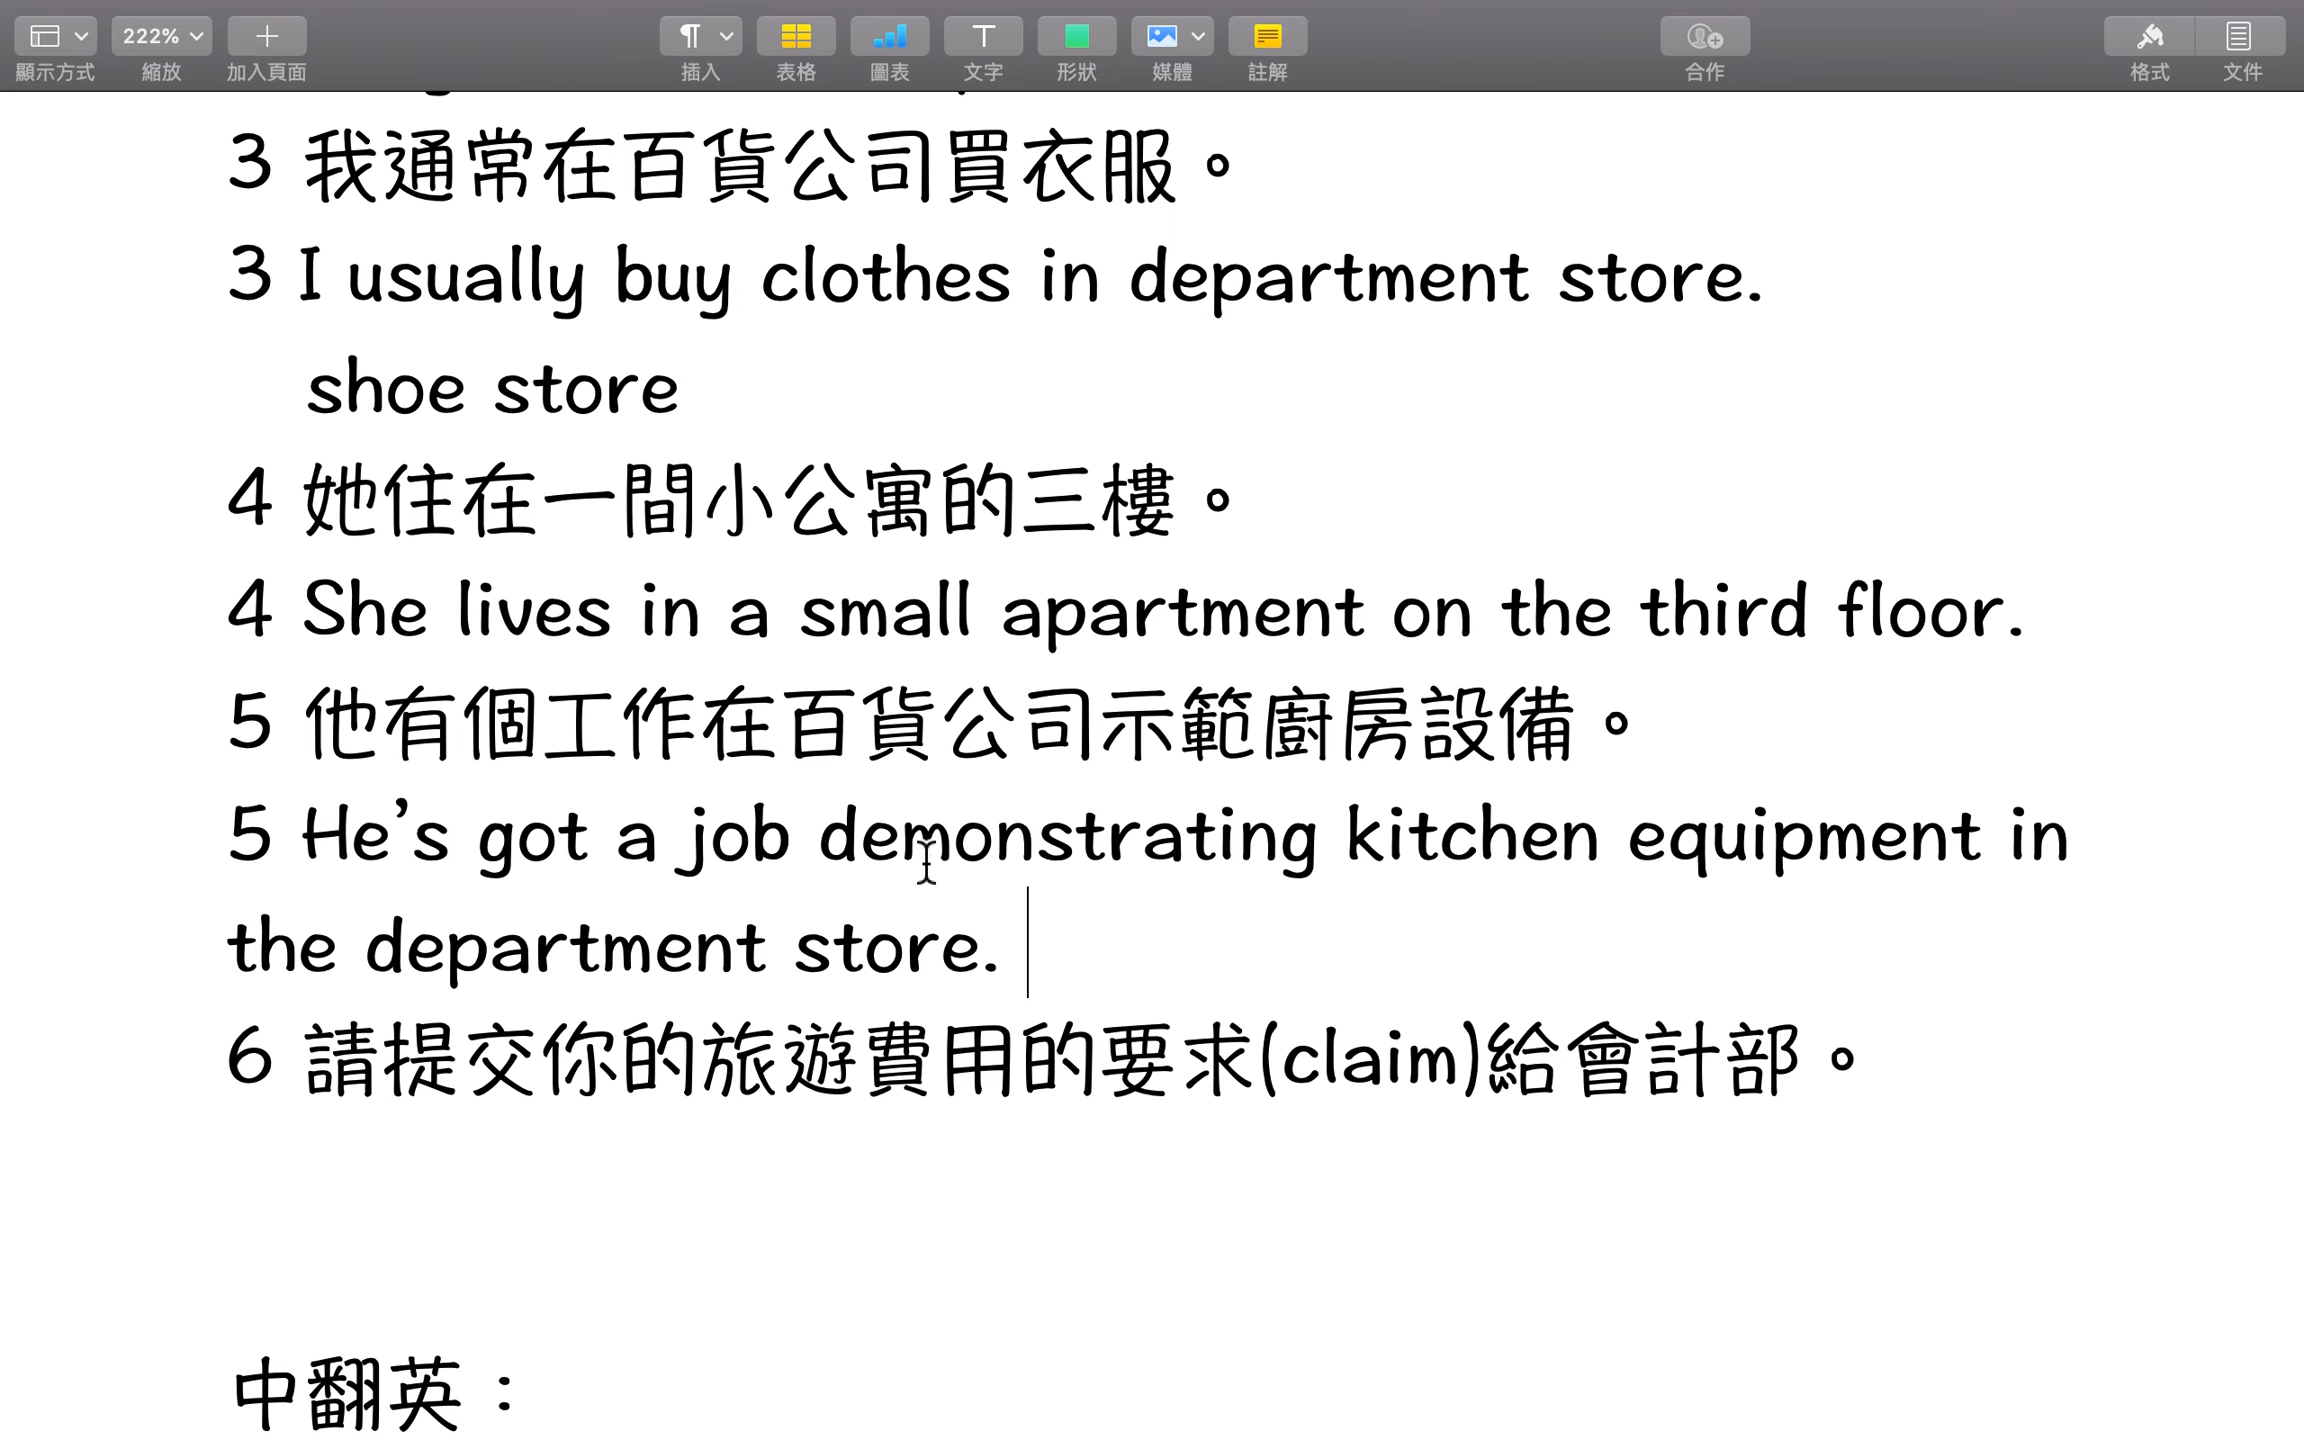 222%
顯示方式 縮放 加入頁面 插入 表格 圖表 文字 形狀 媒體 註解 合作 格式 文件
3 我通常在百貨公司買衣服。
3 I usually buy clothes in department store.
shoe store
4 她住在一間小公寓的三樓。
4 She lives in a small apartment on the third floor.
5 他有個工作在百貨公司示範廚房設備。
5 He’s got a job demonstrating kitchen equipment in
the department store.
6 請提交你的旅遊費用的要求(claim)給會計部。
中翻英：